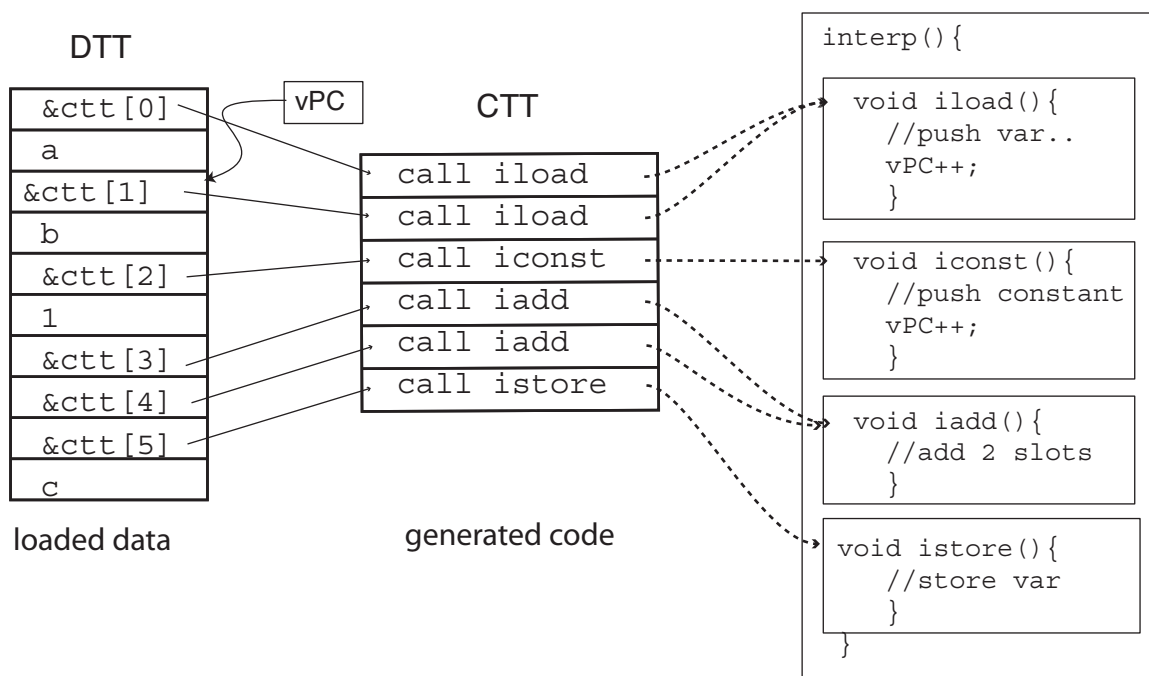 DTT
&ctt[0]
a
&ctt[1]
b
&ctt[2]
1
&ctt[3]
&ctt[4]
&ctt[5]
c
loaded data
vPC
CTT
call iload
call iload
call iconst
call iadd
call iadd
call istore
generated code
interp(){
void iload(){
//push var..
vPC++;
}
void iconst(){
//push constant
vPC++;
}
void iadd(){
//add 2 slots
}
void istore(){
//store var
}
}